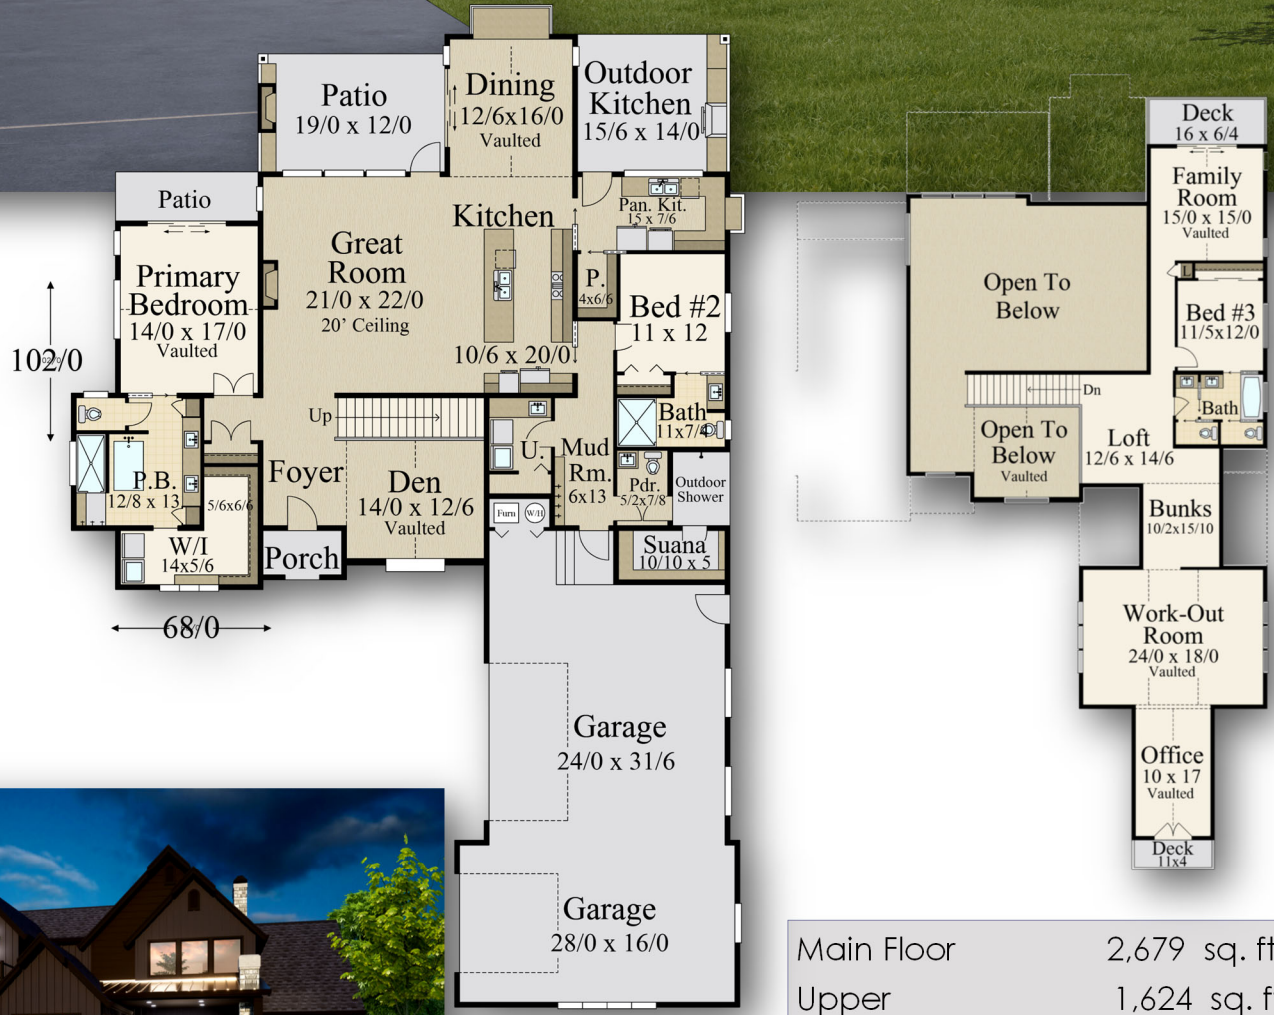 Patio
19/0 x 12/0
Dining
12/6x16/0
Vaulted
Outdoor
Kitchen
15/6 x 14/0
Patio
Kitchen
Pan. Kit.
15 x 7/6
Great
Room
21/0 x 22/0
20' Ceiling
P.
4x6/6
Primary
Bedroom
14/0 x 17/0
Vaulted
Bed #2
11 x 12
10/6 x 20/0
102/0
Up
Bath
11x7/4
U.
Mud
Rm.
6x13
Foyer
Den
14/0 x 12/6
Vaulted
P.B.
12/8 x 13
5/6x6/6
Pdr.
5/2x7/8
Outdoor
Shower
Furn
W/H
W/I
14x5/6
Porch
Suana
10/10 x 5
68/0
Garage
24/0 x 31/6
Garage
28/0 x 16/0
Deck
16 x 6/4
Family
Room
15/0 x 15/0
Vaulted
L
Open To
Below
Bed #3
11/5x12/0
Dn
Bath
Open To
Below
Vaulted
Loft
12/6 x 14/6
Bunks
10/2x15/10
Work-Out
Room
24/0 x 18/0
Vaulted
Office
10 x 17
Vaulted
Deck
11x4
Main Floor 2,679 sq. ft
Upper 1,624 sq. f